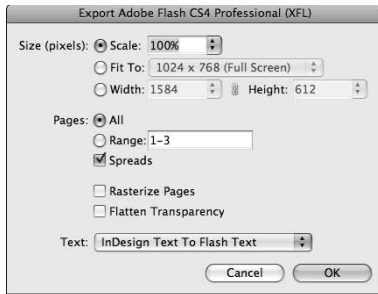 Export Adobe Flash CS4 Professional (XFL)
Size (pixels): Scale: 100%
Fit To: 1024 x 768 (Full Screen)
Width: 1584 Height: 612
Pages: All
Range: 1-3
Spreads
Rasterize Pages
Flatten Transparency
Text: InDesign Text To Flash Text
Cancel OK